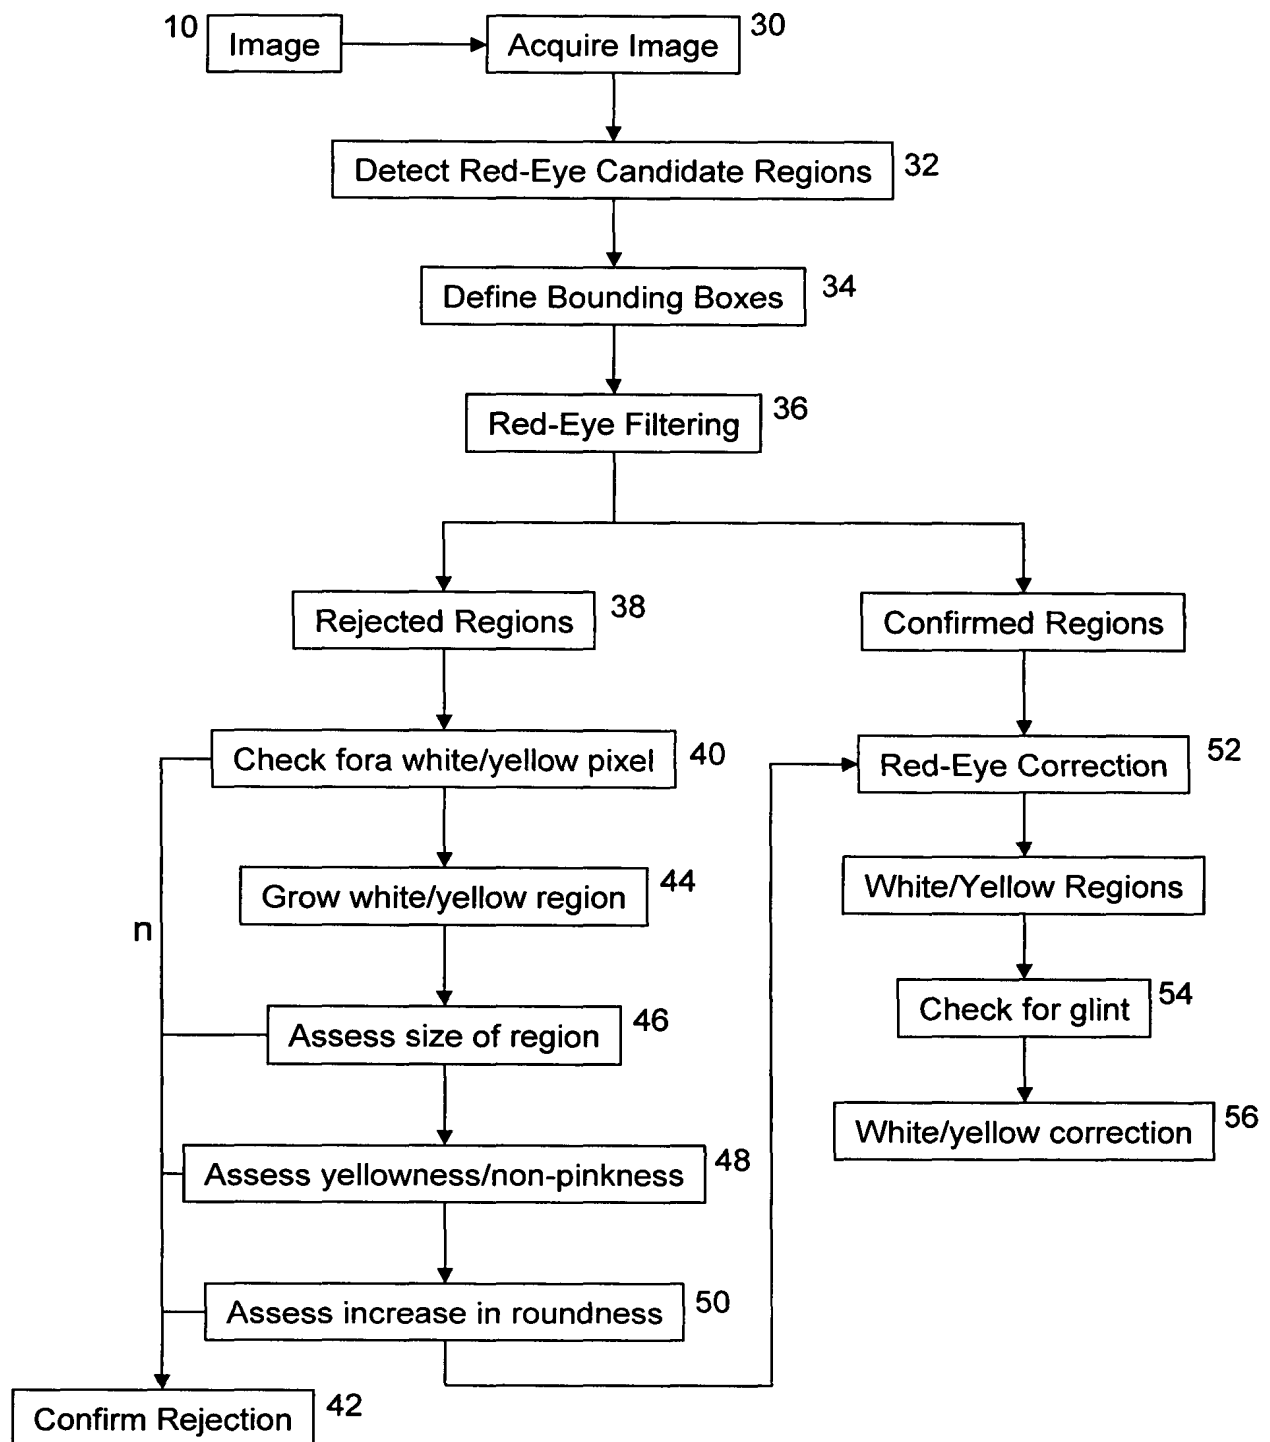 10 Image
Acquire Image 30
Detect Red-Eye Candidate Regions 32
Define Bounding Boxes 34
Red-Eye Filtering 36
Rejected Regions 38
Confirmed Regions
Check fora white/yellow pixel 40
Red-Eye Correction 52
Grow white/yellow region 44
White/Yellow Regions
n
Assess size of region 46
Check for glint 54
Assess yellowness/non-pinkness 48
White/yellow correction 56
Assess increase in roundness 50
Confirm Rejection 42